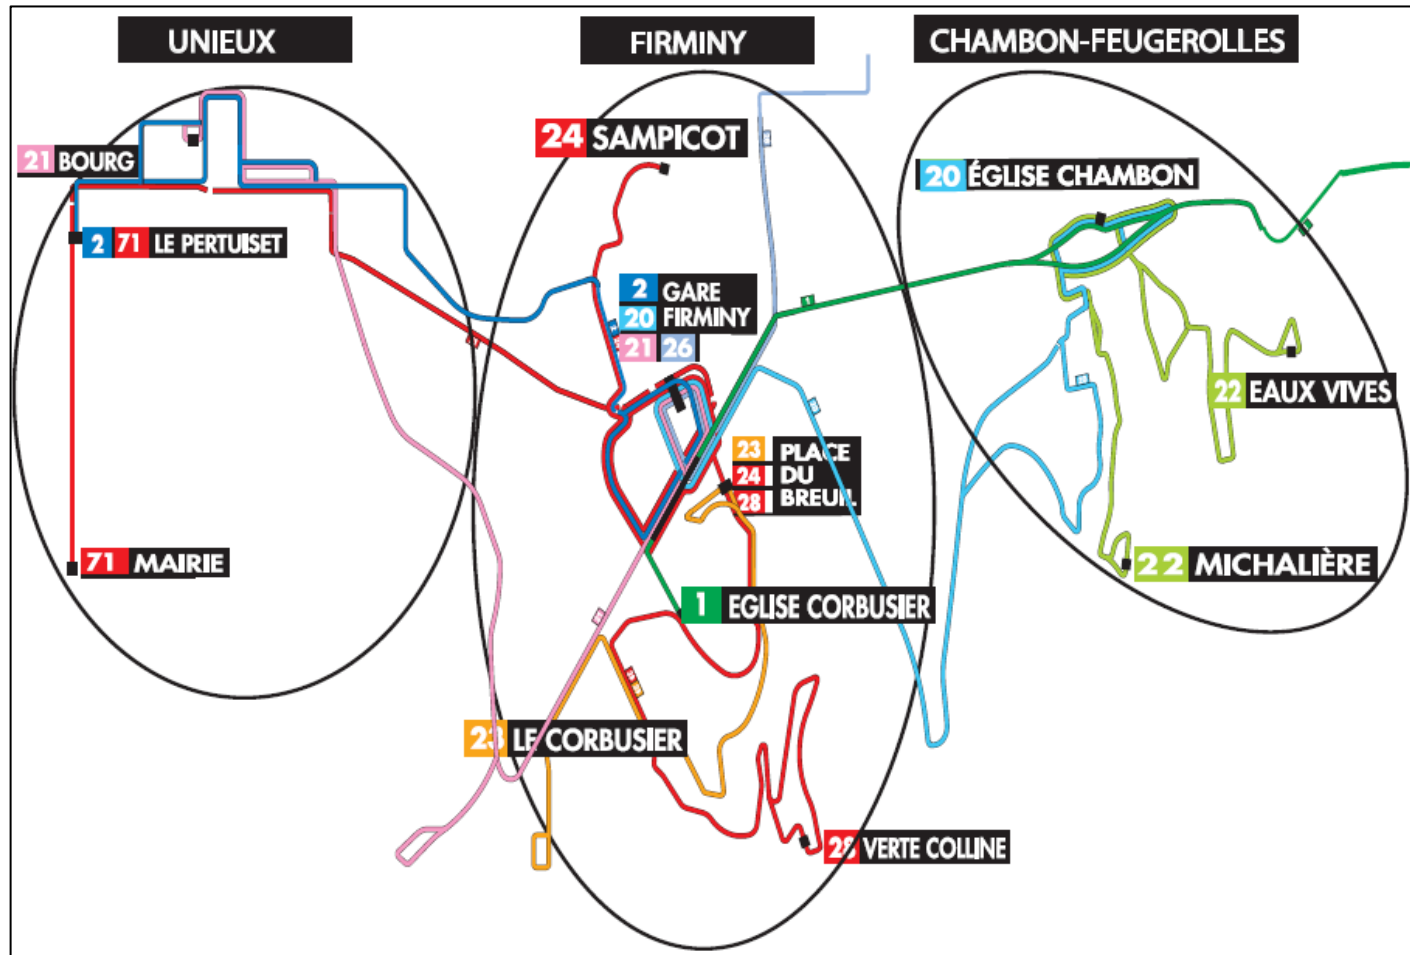 UNIEUX
FIRMINY
CHAMBON-FEUGEROLLES
24 SAMPICOT
21 BOURG
20 ÉGLISE CHAMBON
2 71 LE PERTUISET
2 GARE
20 FIRMINY
21 26
22 EAUX VIVES
23 PLACE
24 DU
28 BREUIL
71 MAIRIE
22 MICHALIÈRE
1 EGLISE CORBUSIER
23 LE CORBUSIER
28 VERTE COLLINE